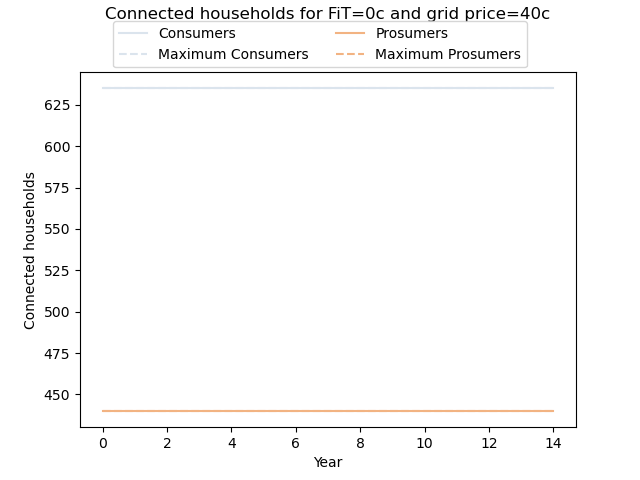 Connected households for FiT=0c and grid price=40c
Consumers
Maximum Consumers
Prosumers
Maximum Prosumers
Connected households
625
600
575
550
525
500
475
450
0 2 4 6 8 10 12 14
Year